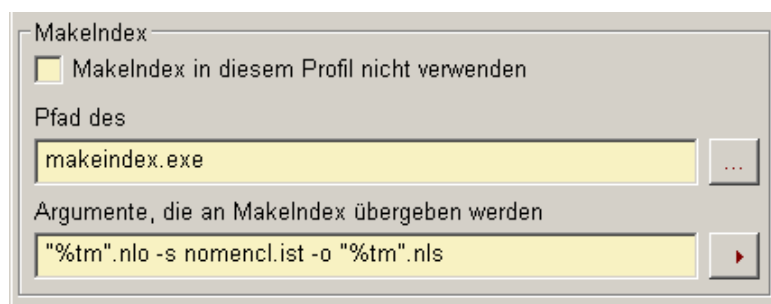 MakeIndex
MakeIndex in diesem Profil nicht verwenden
Pfad des
makeindex.exe
...
Argumente, die an MakeIndex übergeben werden
"%tm".nlo -s nomencl.ist -o "%tm".nls